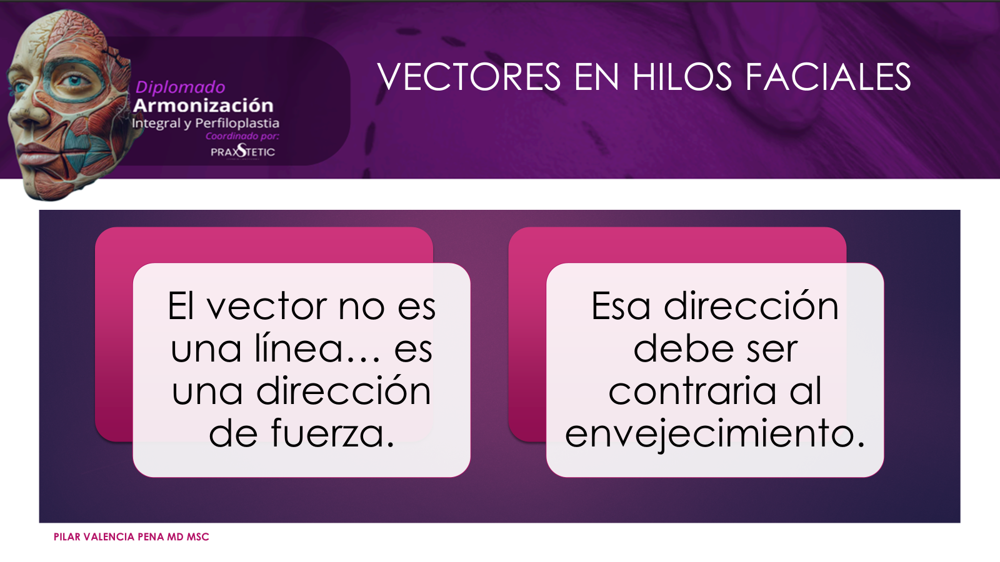 VECTORES EN HILOS FACIALES
Diplomado
Armonización
Integral y Perfiloplastia
Coordinado por:
PRAXSTETIC
El vector no es
una línea… es
una dirección
de fuerza.
Esa dirección
debe ser
contraria al
envejecimiento.
PILAR VALENCIA PENA MD MSC